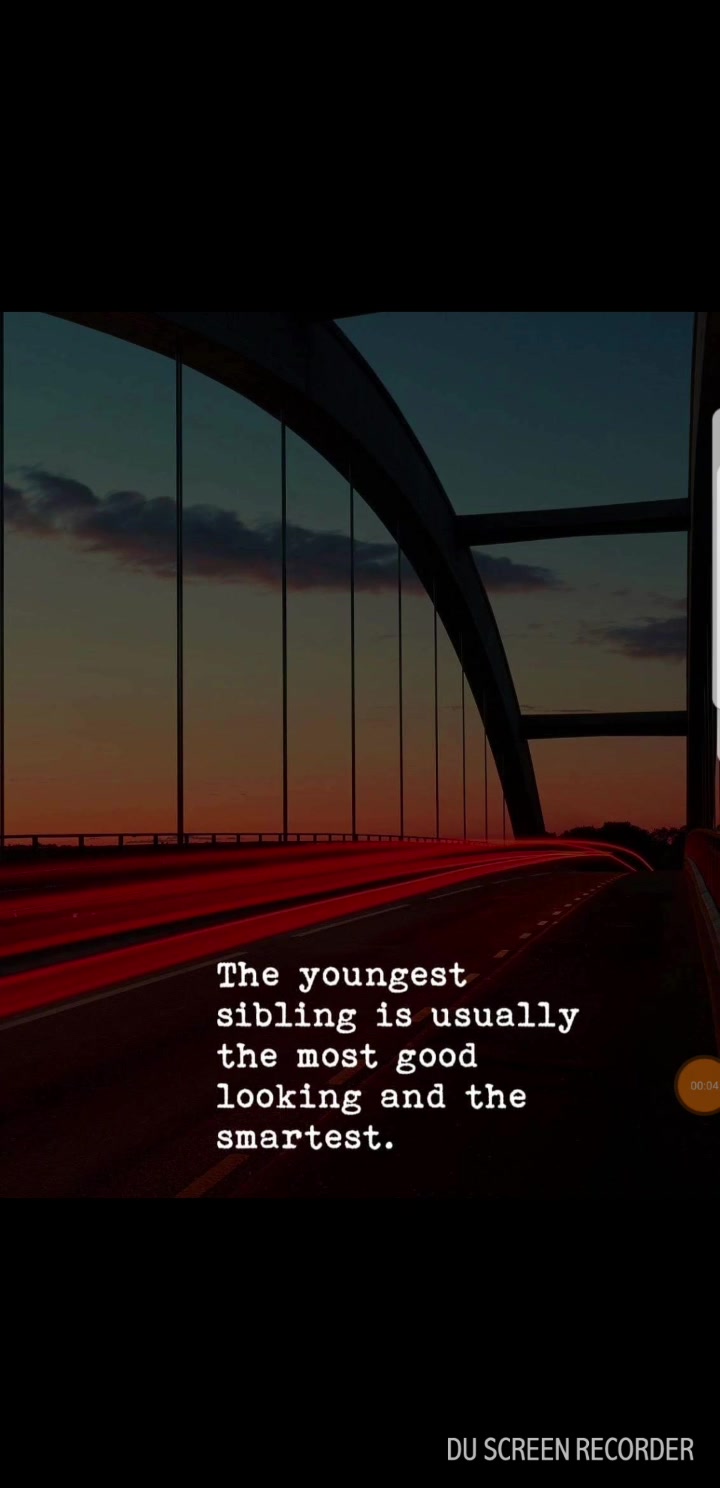 The youngest
sibling is usually
the most good
looking and the
smartest.
00:04
DU SCREEN RECORDER